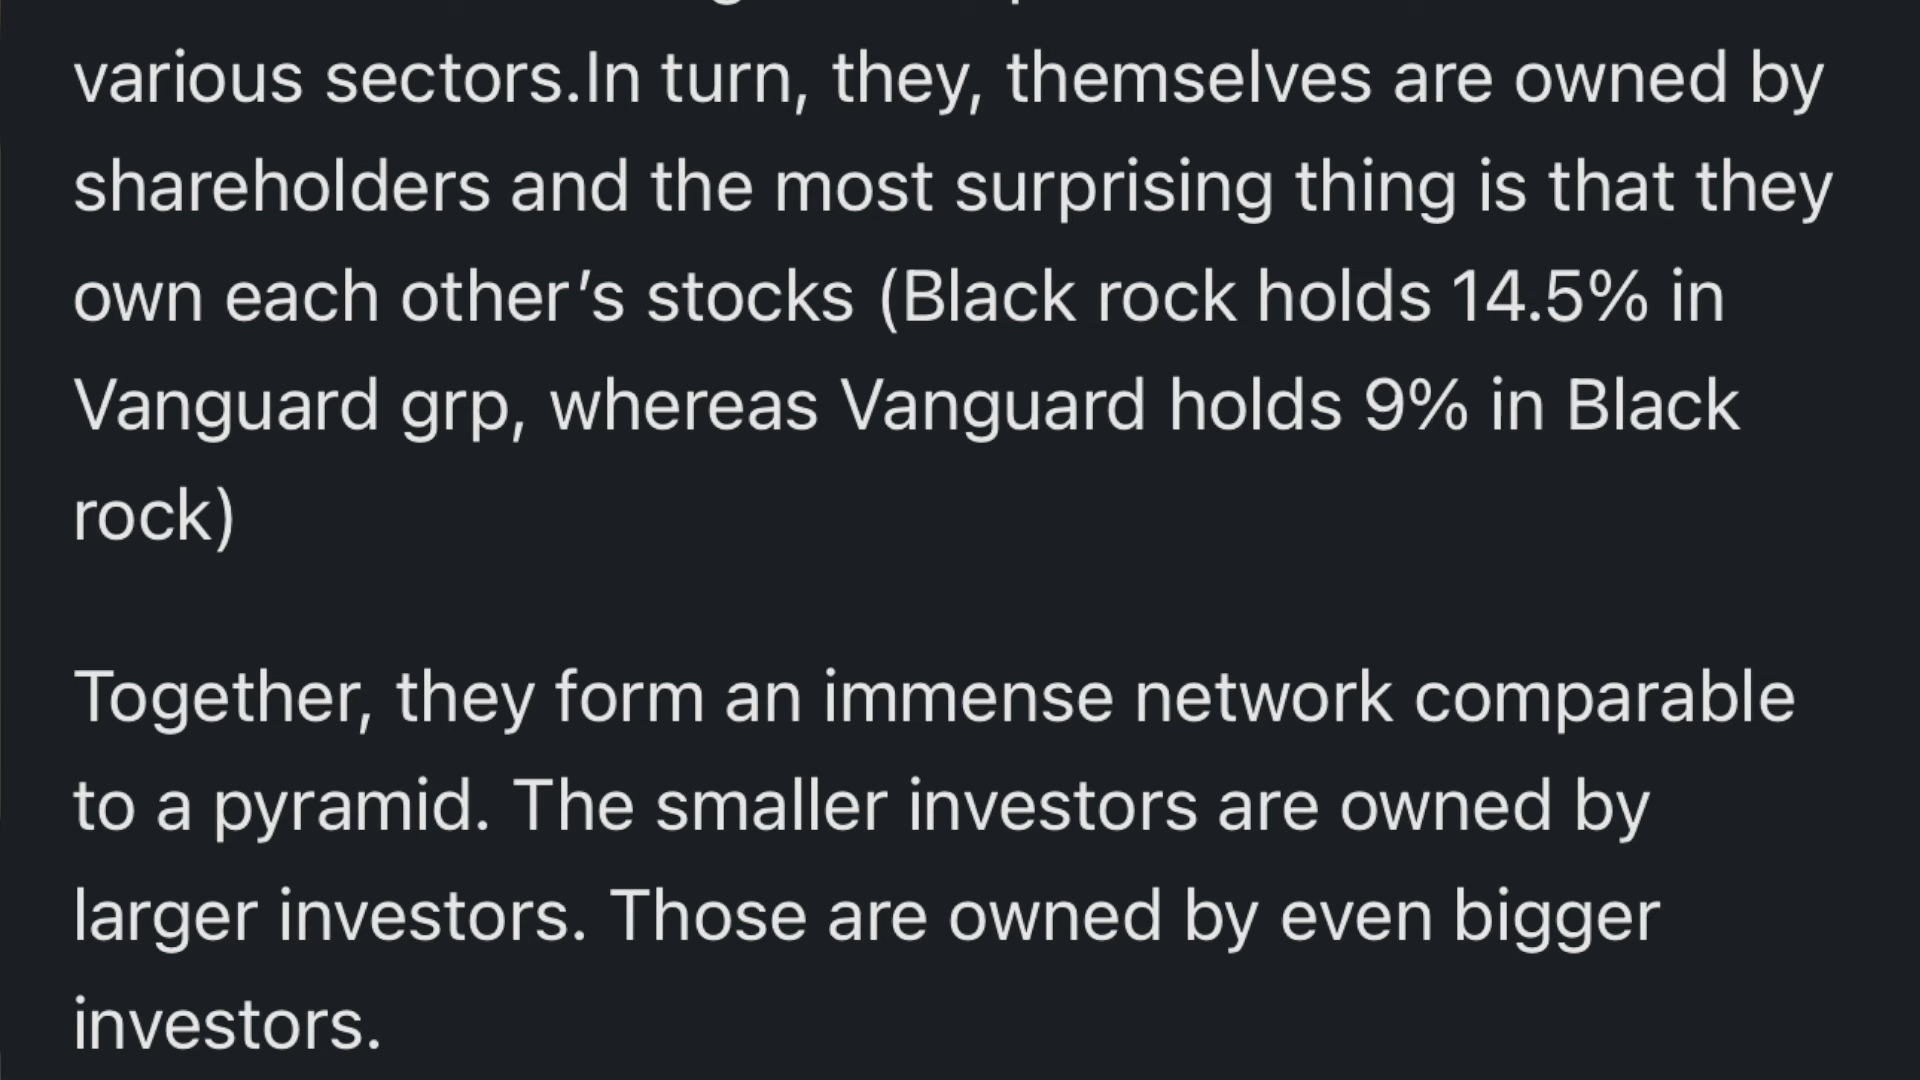 various sectors.In turn, they, themselves are owned by
shareholders and the most surprising thing is that they
own each other’s stocks (Black rock holds 14.5% in
Vanguard grp, whereas Vanguard holds 9% in Black
rock)
Together, they form an immense network comparable
to a pyramid. The smaller investors are owned by
larger investors. Those are owned by even bigger
investors.